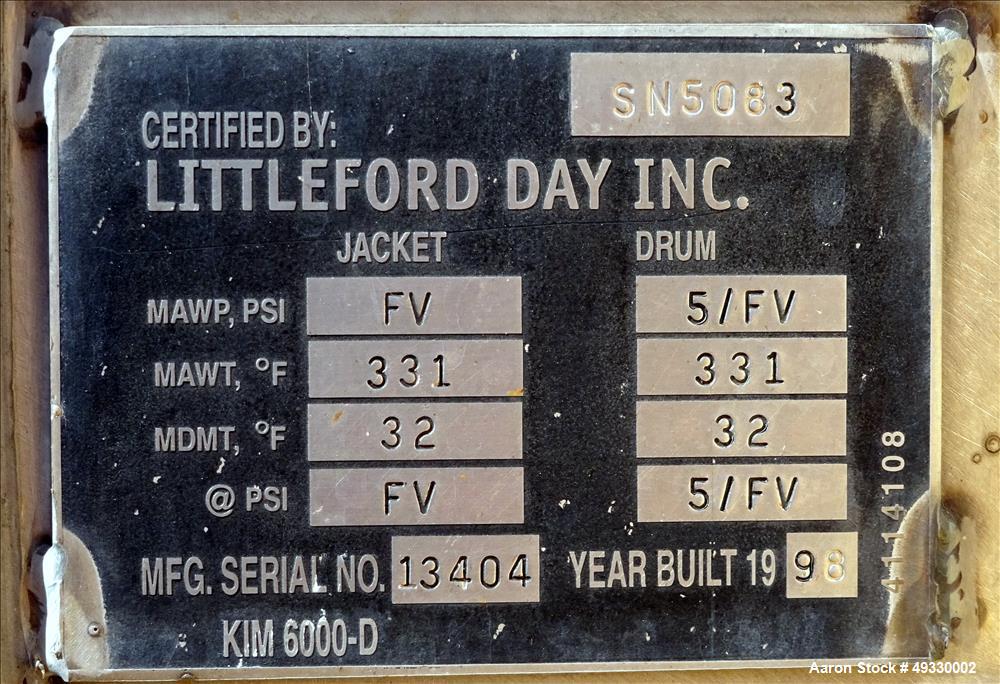 SN5083
CERTIFIED BY:
LITTLEFORD DAY INC.
JACKET DRUM
MAWP, PSI FV 5/FV
MAWT, °F 331 331
MDMT, °F 32 32
@ PSI FV 5/FV
MFG. SERIAL NO. 13404 YEAR BUILT 19 98
KIM 6000-D
41114108
Aaron Stock # 49330002